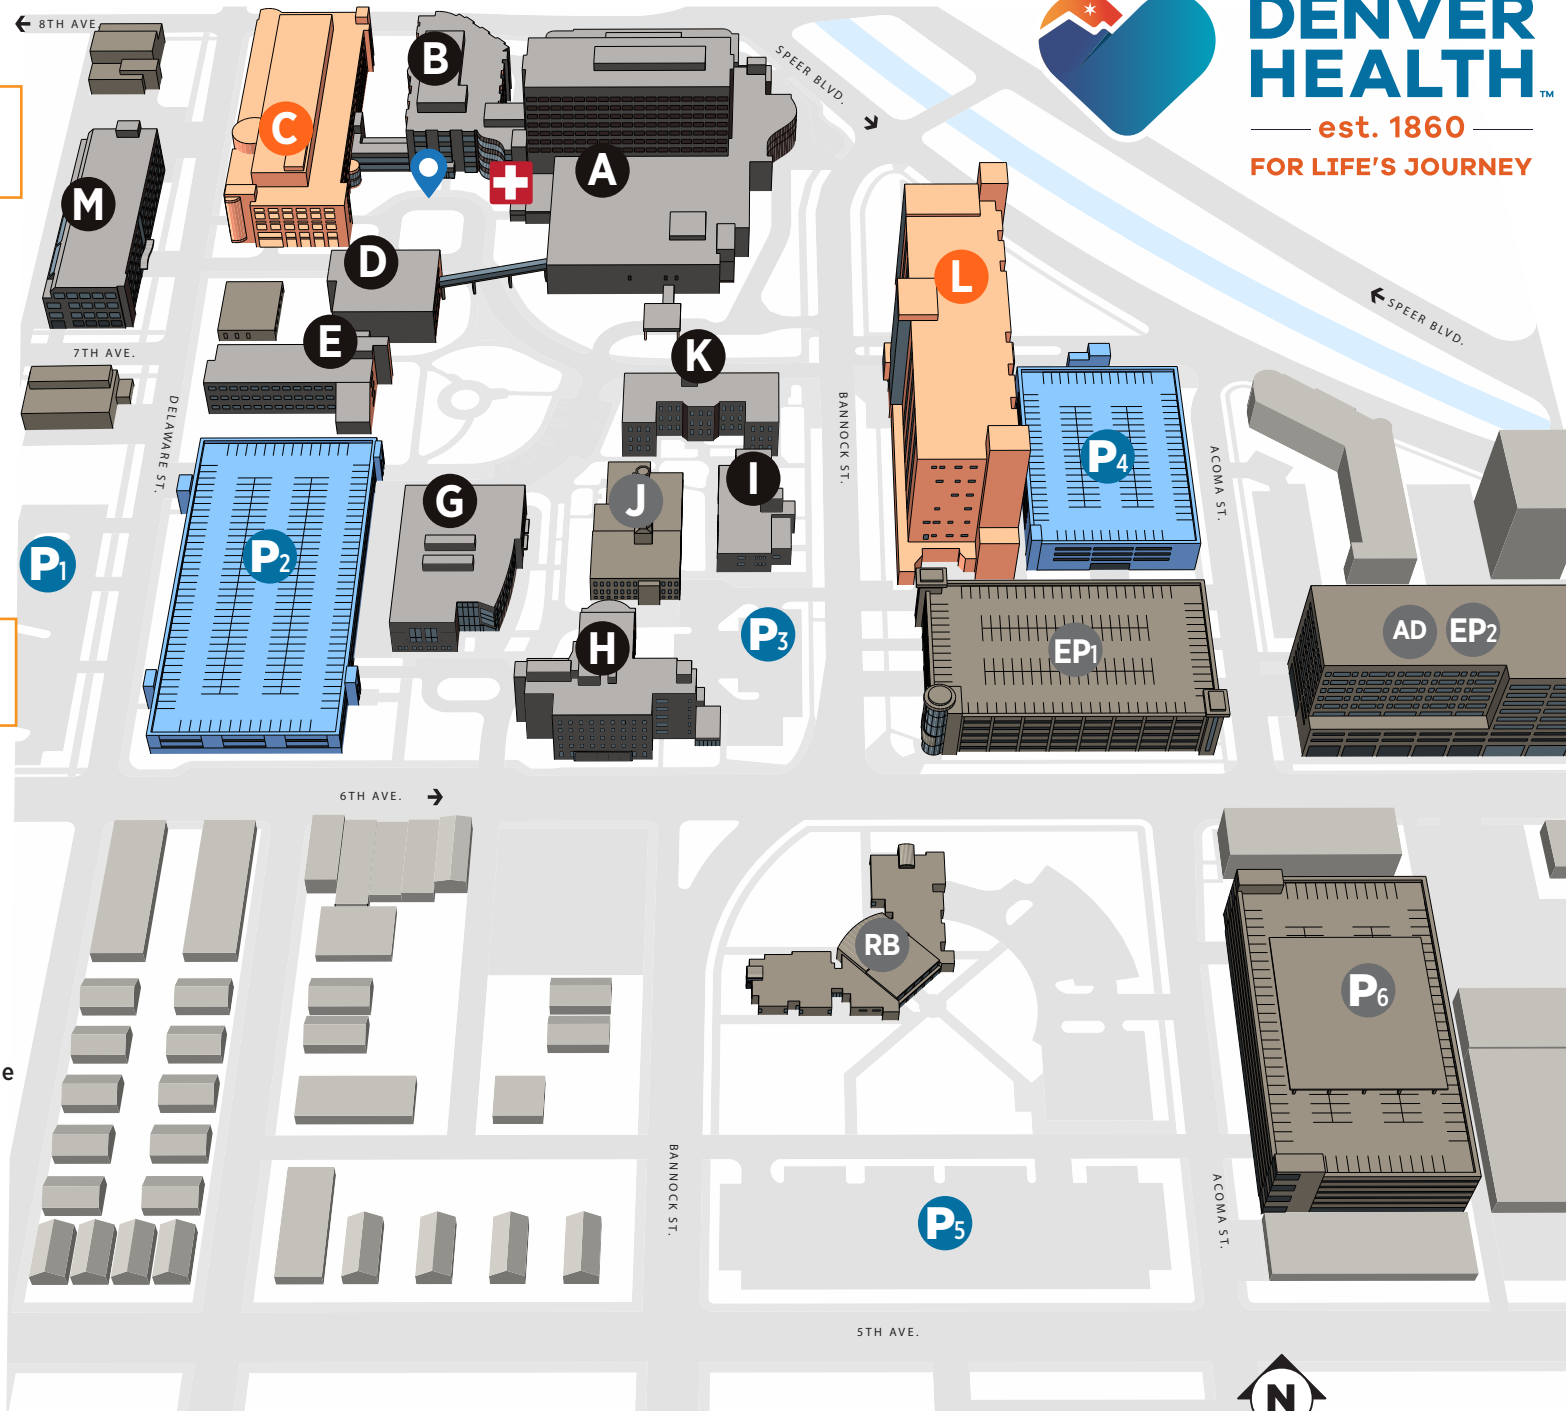 8TH AVE.
DENVER
HEALTH™
est. 1860
FOR LIFE'S JOURNEY
SPEER BLVD.
B
C
A
M
D
L
SPEER BLVD.
E
7TH AVE.
K
DELAWARE ST.
BANNOCK ST.
ACOMA ST.
P4
I
G
J
P1
P2
P3
H
EP1
AD
EP2
6TH AVE.
RB
P6
e
BANNOCK ST.
ACOMA ST.
P5
5TH AVE.
N